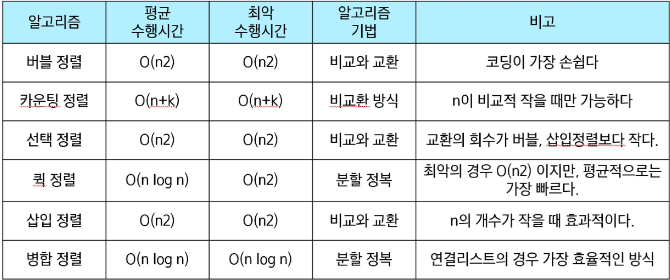 알고리즘 평균 수행시간 최악 수행시간 알고리즘 기법 비고
버블 정렬 O(n2) O(n2) 비교와 교환 코딩이 가장 손쉽다
카운팅 정렬 O(n+k) O(n+k) 비교환 방식 n이 비교적 작을 때만 가능하다
선택 정렬 O(n2) O(n2) 비교와 교환 교환의 회수가 버블, 삽입정렬보다 작다.
퀵 정렬 O(n log n) O(n2) 분할 정복 최악의 경우 O(n2) 이지만, 평균적으로는 가장 빠르다.
삽입 정렬 O(n2) O(n2) 비교와 교환 n의 개수가 작을 때 효과적이다.
병합 정렬 O(n log n) O(n log n) 분할 정복 연결리스트의 경우 가장 효율적인 방식